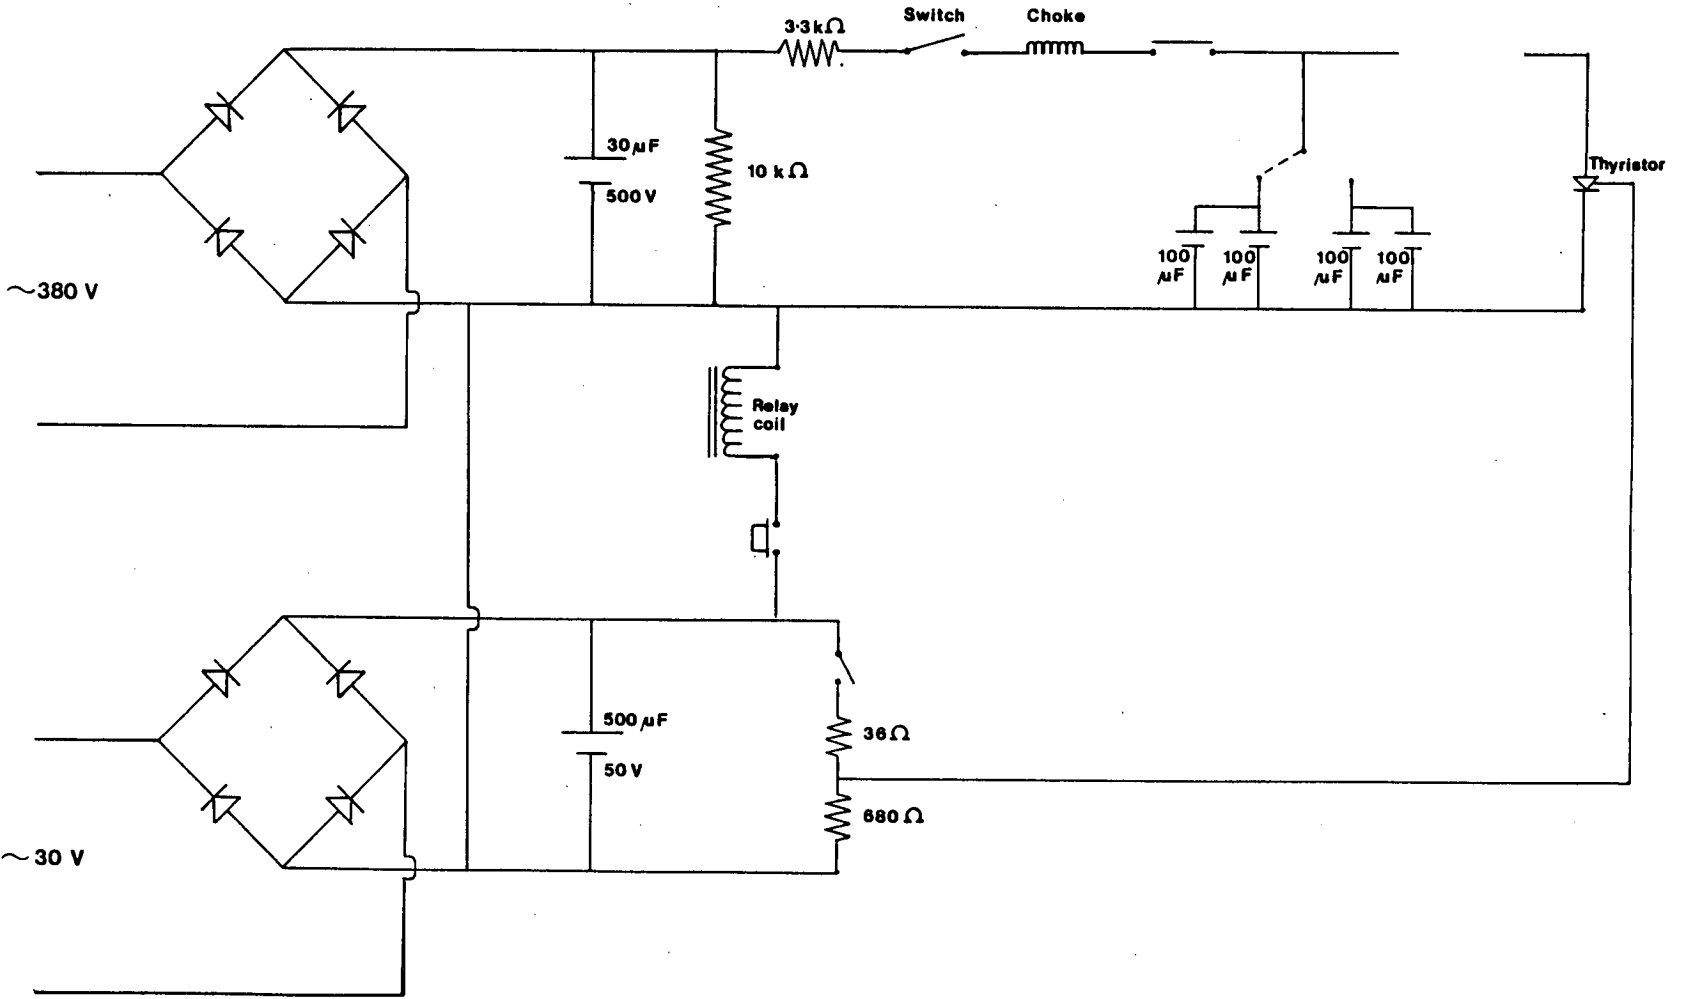 Switch
Choke
3·3kΩ
30µF
500V
10 kΩ
Thyristor
100
µF
100
µF
100
µF
100
µF
~380 V
Relay
coil
500µF
50V
36Ω
680Ω
~30 V